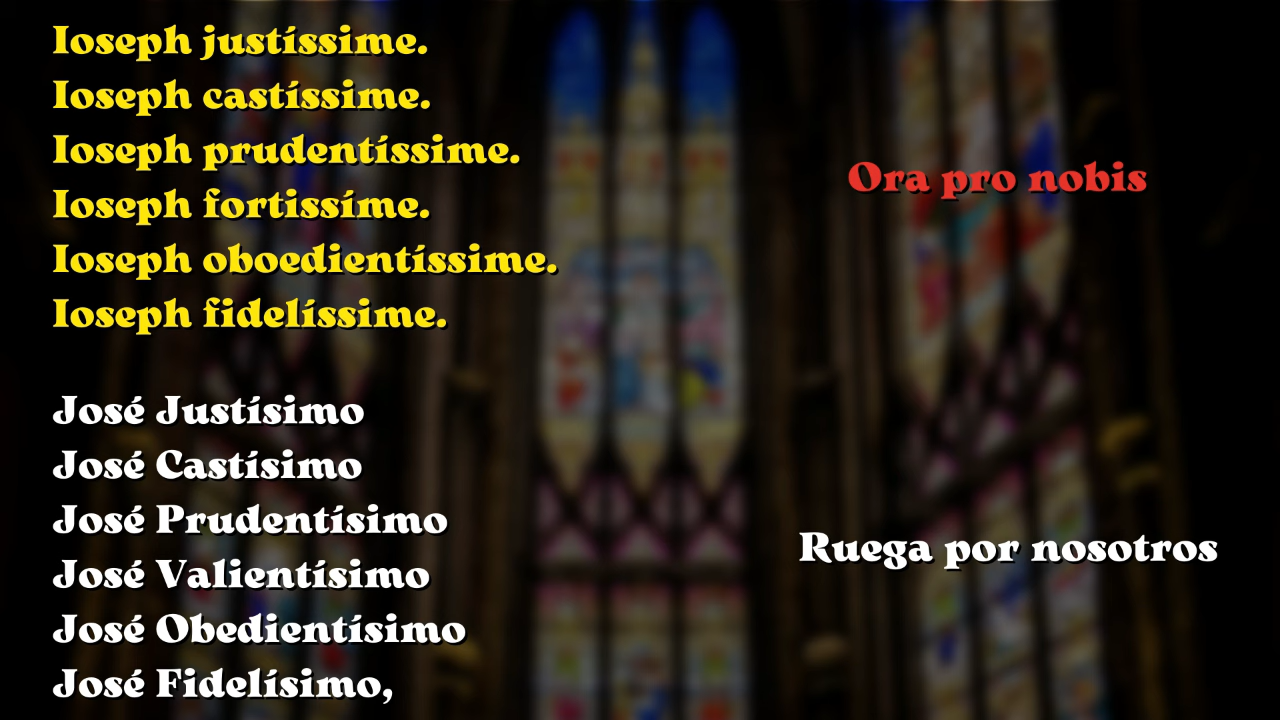 Ioseph justíssime.
Ioseph castíssime.
Ioseph prudentíssime.
Ioseph fortissíme.
Ioseph oboedientíssime.
Ioseph fidelíssime.
Ora pro nobis
José Justísimo
José Castísimo
José Prudentísimo
José Valientísimo
José Obedientísimo
José Fidelísimo,
Ruega por nosotros